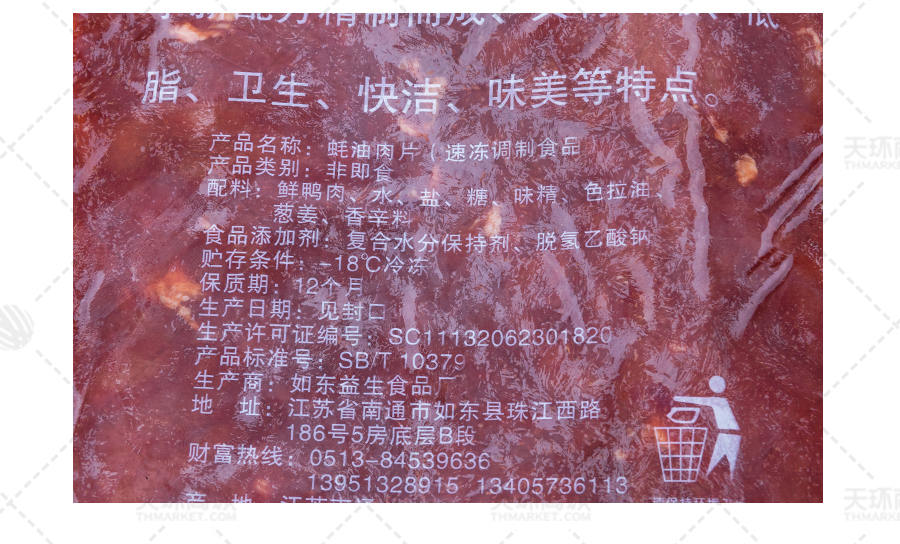 脂、卫生、快洁、味美等特点。
产品名称：蚝油肉片（速冻调制食品）
产品类别：非即食
配料：鲜鸭肉、水、盐、糖、味精、色拉油、
葱姜、香辛料
食品添加剂：复合水分保持剂、脱氢乙酸钠
贮存条件：-18℃冷冻
保质期：12个月
生产日期：见封口
生产许可证编号：SC11132062301820
产品标准号：SB/T 10379
生产商：如东益生食品厂
地 址：江苏省南通市如东县珠江西路
186号5房底层B段
财富热线：0513-84539636
13951328915 13405736113
天环商城
THMARKET.COM